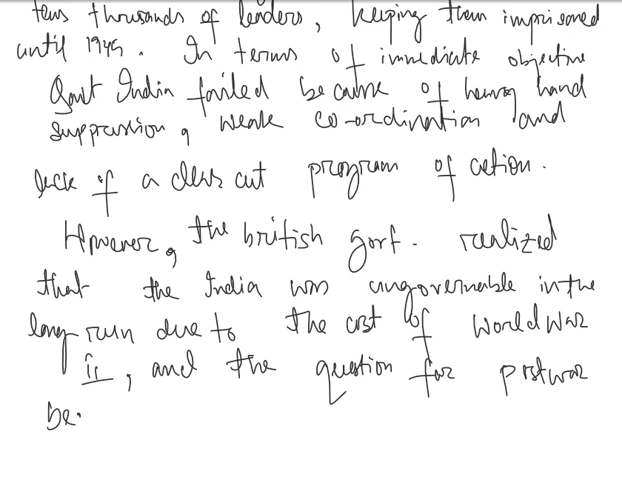 tens thousands of leaders, keeping them imprisoned
until 1945. In terms of immediate objective
Quit India failed because of heavy hand
suppression, weak co-ordination and
lack of a clear cut program of action.
However, the british govt. realized
that the India was ungovernable in the
long run due to the cost of World War
II, and the question for postwar
be.